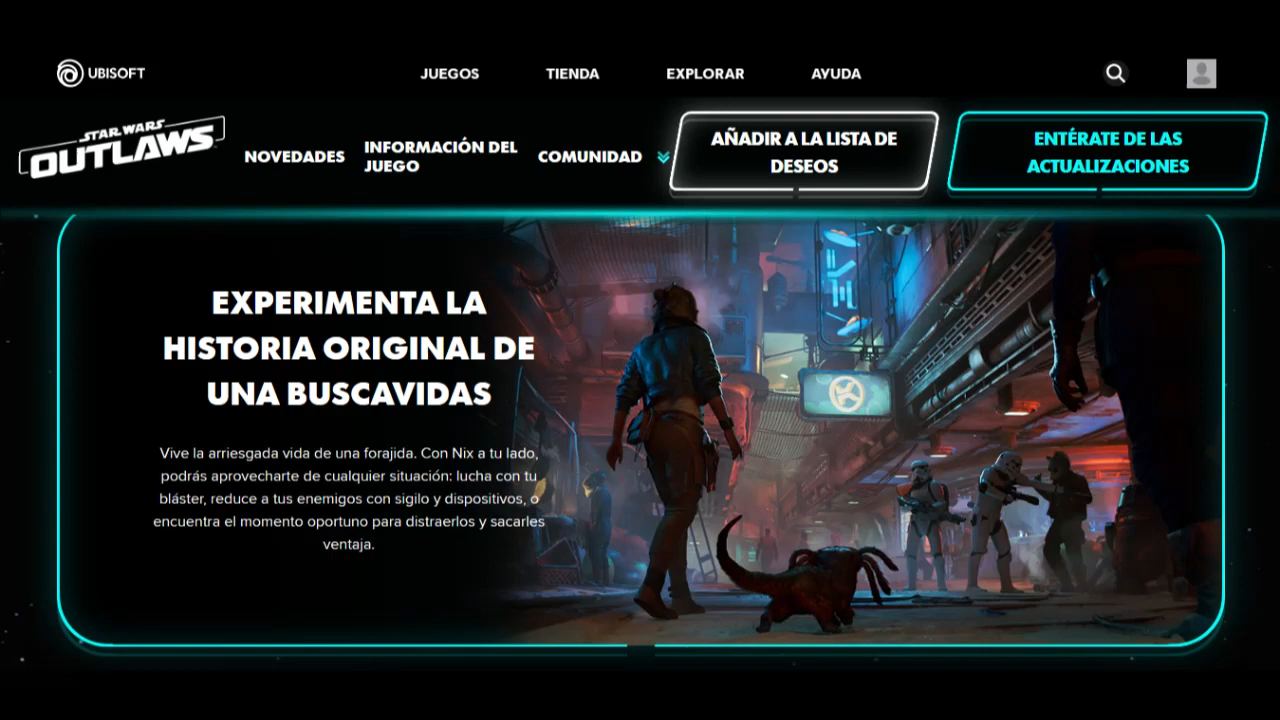 UBISOFT
JUEGOS
TIENDA
EXPLORAR
AYUDA
STAR WARS
OUTLAWS
NOVEDADES
INFORMACIÓN DEL
JUEGO
COMUNIDAD
AÑADIR A LA LISTA DE
DESEOS
ENTÉRATE DE LAS
ACTUALIZACIONES
EXPERIMENTA LA
HISTORIA ORIGINAL DE
UNA BUSCAVIDAS
Vive la arriesgada vida de una forajida. Con Nix a tu lado,
podrás aprovecharte de cualquier situación: lucha con tu
bláster, reduce a tus enemigos con sigilo y dispositivos, o
encuentra el momento oportuno para distraerlos y sacarles
ventaja.